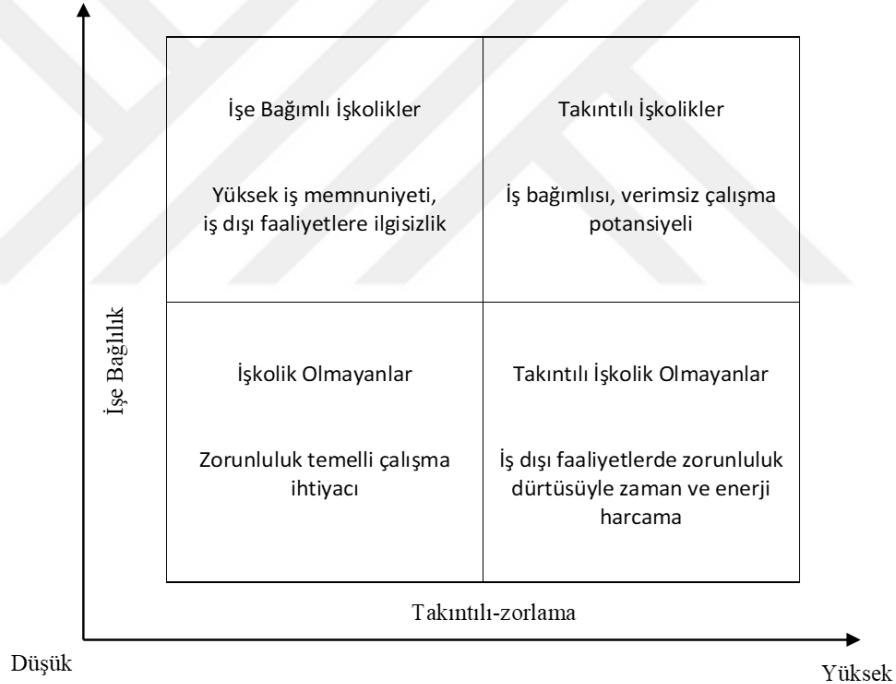 İşe Bağımlı İşkolikler
Yüksek iş memnuniyeti,
iş dışı faaliyetlere ilgisizlik
Takıntılı İşkolikler
İş bağımlısı, verimsiz çalışma
potansiyeli
İşe Bağlılık
İşkolik Olmayanlar
Zorunluluk temelli çalışma
ihtiyacı
Takıntılı İşkolik Olmayanlar
İş dışı faaliyetlerde zorunluluk
dürtüsüyle zaman ve enerji
harcama
Takıntılı-zorlama
Düşük
Yüksek